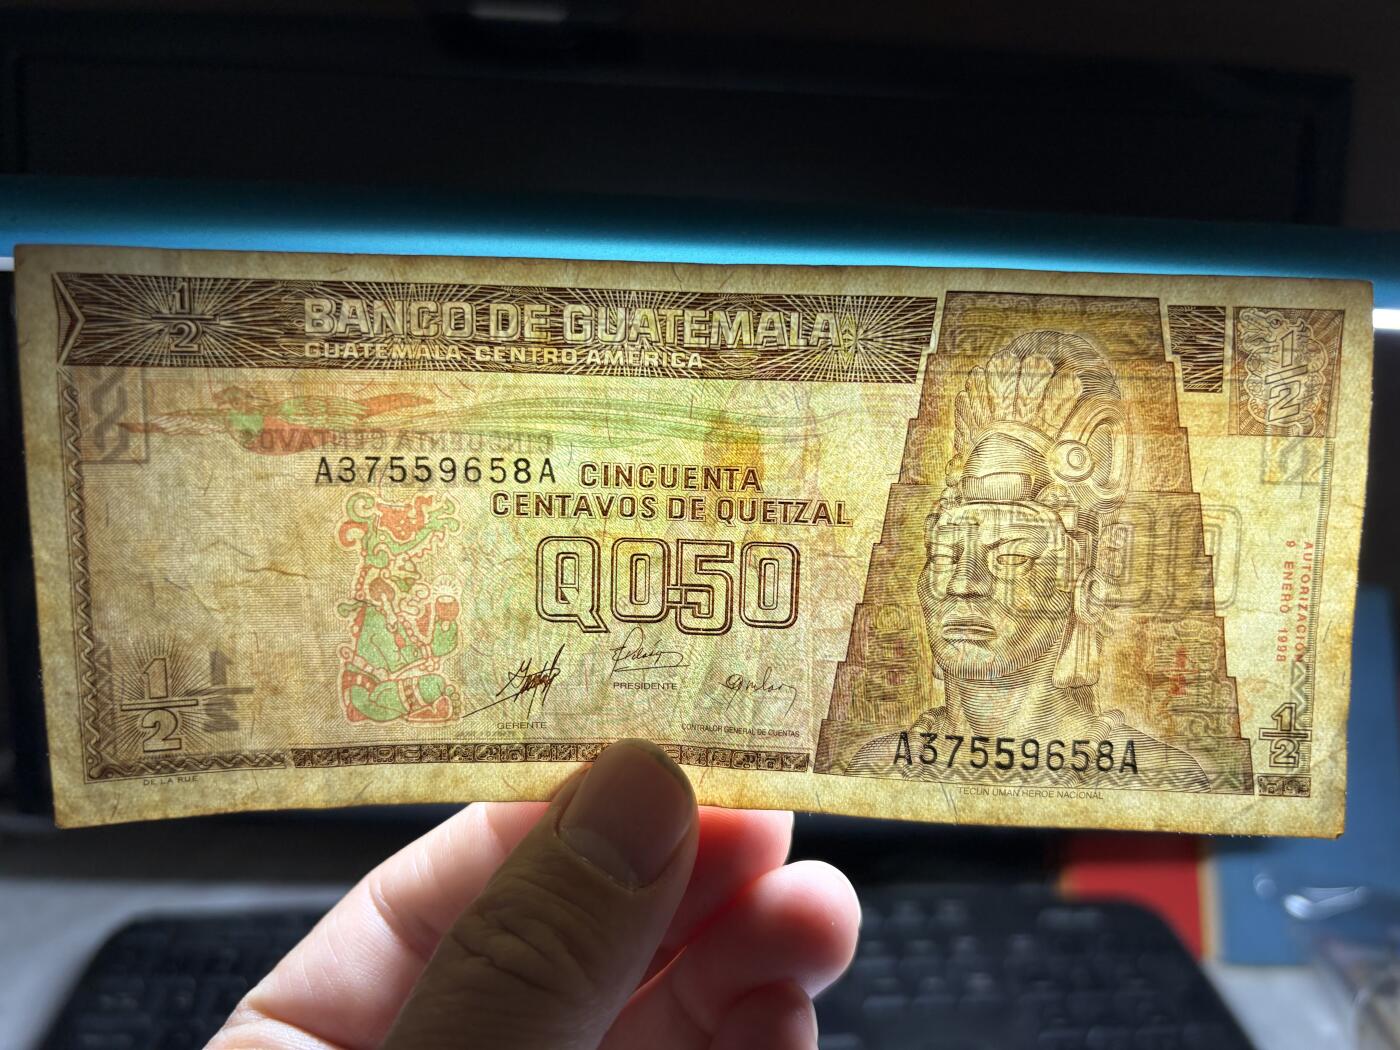 1/2
BANCO DE GUATEMALA
GUATEMALA, CENTRO AMERICA
1/2
CINCUENTA CENTAVOS
A37559658A
CINCUENTA
CENTAVOS DE QUETZAL
Q0.50
AUTORIZACION
9 ENERO 1998
1/2
GERENTE
PRESIDENTE
CONTRALOR GENERAL DE CUENTAS
A37559658A
1/2
DE LA RUE
TECUN UMAN HEROE NACIONAL